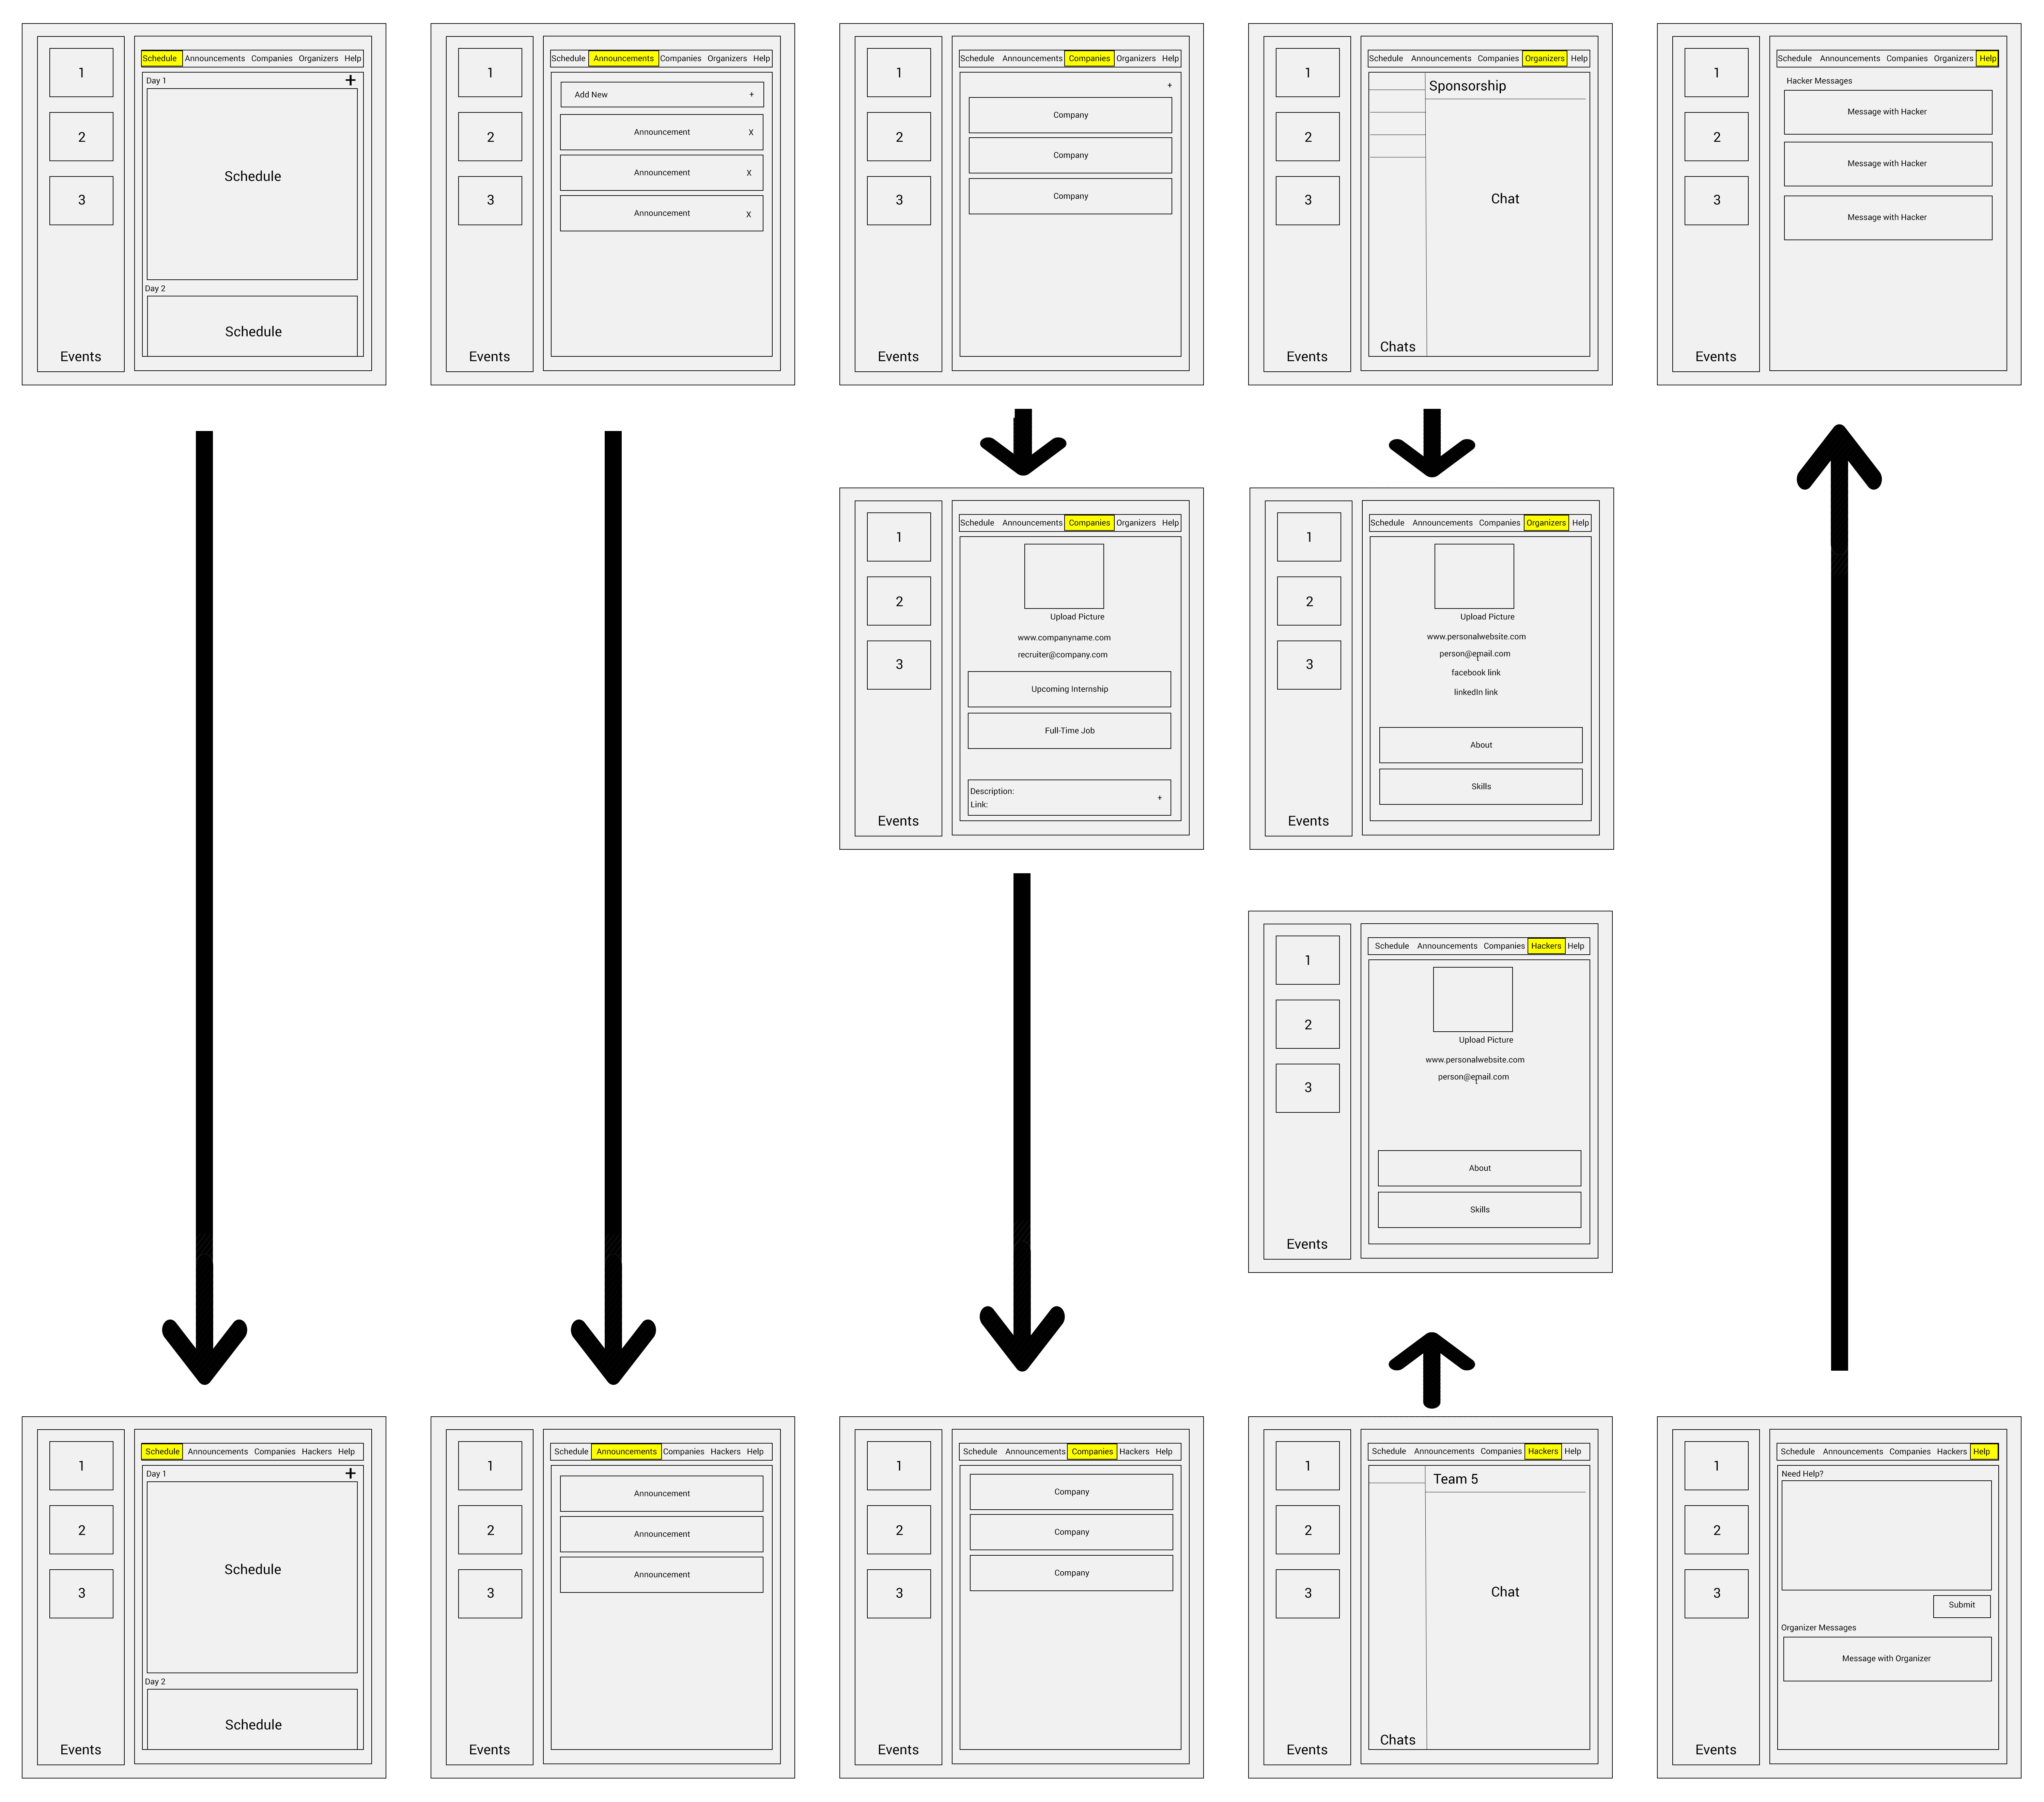 1
2
3
Events
Schedule Announcements Companies Organizers Help
Day 1 +
Schedule
Day 2
Schedule
1
2
3
Events
Schedule Announcements Companies Organizers Help
Add New +
Announcement X
Announcement X
Announcement X
1
2
3
Events
Schedule Announcements Companies Organizers Help
+
Company
Company
Company
1
2
3
Events
Schedule Announcements Companies Organizers Help
Sponsorship
Chat
Chats
1
2
3
Events
Schedule Announcements Companies Organizers Help
Hacker Messages
Message with Hacker
Message with Hacker
Message with Hacker
1
2
3
Events
Schedule Announcements Companies Organizers Help
Upload Picture
www.companyname.com
recruiter@company.com
Upcoming Internship
Full-Time Job
Description:
Link: +
1
2
3
Events
Schedule Announcements Companies Organizers Help
Upload Picture
www.personalwebsite.com
person@email.com
t
facebook link
linkedIn link
About
Skills
1
2
3
Events
Schedule Announcements Companies Hackers Help
Upload Picture
www.personalwebsite.com
person@email.com
t
About
Skills
1
2
3
Events
Schedule Announcements Companies Hackers Help
Day 1 +
Schedule
Day 2
Schedule
1
2
3
Events
Schedule Announcements Companies Hackers Help
Announcement
Announcement
Announcement
1
2
3
Events
Schedule Announcements Companies Hackers Help
Company
Company
Company
1
2
3
Events
Schedule Announcements Companies Hackers Help
Team 5
Chat
Chats
1
2
3
Events
Schedule Announcements Companies Hackers Help
Need Help?
Submit
Organizer Messages
Message with Organizer